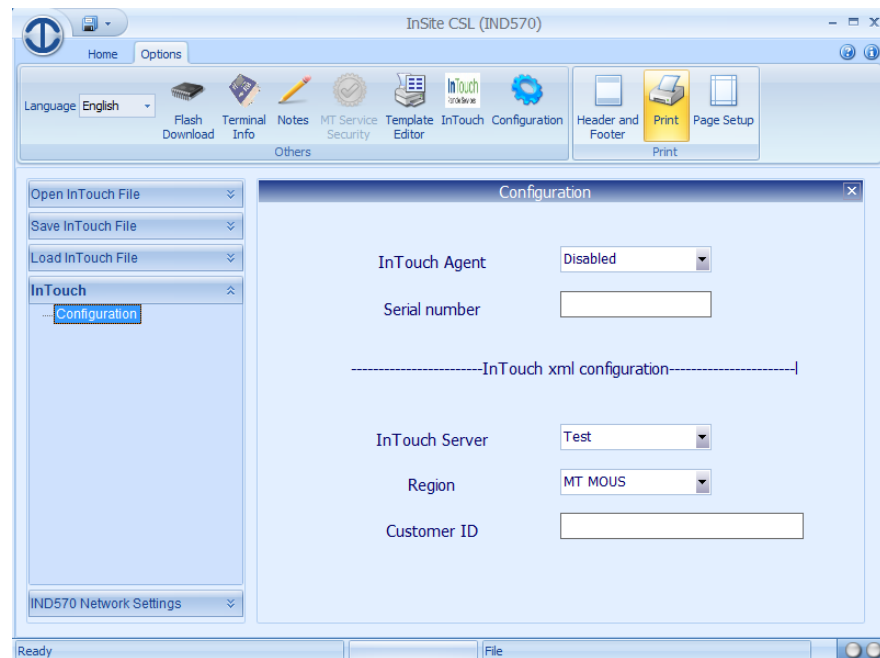 InSite CSL (IND570)
Home Options
Language English
Flash Download
Terminal Info
Notes
MT Service Security
Template Editor
InTouch
InTouch
Configuration
Others
Header and Footer
Print
Page Setup
Print
Open InTouch File
Save InTouch File
Load InTouch File
InTouch
Configuration
IND570 Network Settings
Configuration
InTouch Agent Disabled
Serial number
------------------------InTouch xml configuration-----------------------|
InTouch Server Test
Region MT MOUS
Customer ID
Ready File